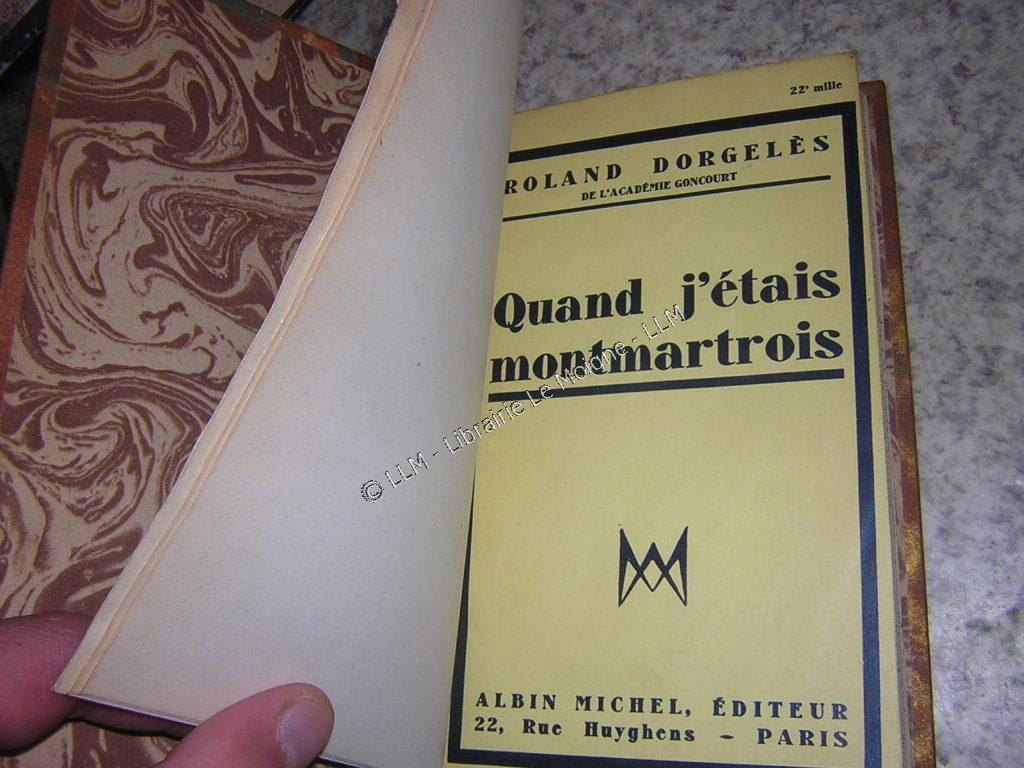 22e mille
ROLAND DORGELÈS
DE L'ACADÉMIE GONCOURT
Quand j'étais
montmartrois
© LLM - Librairie Le Moigne - LLM
ALBIN MICHEL, ÉDITEUR
22, Rue Huyghens - PARIS